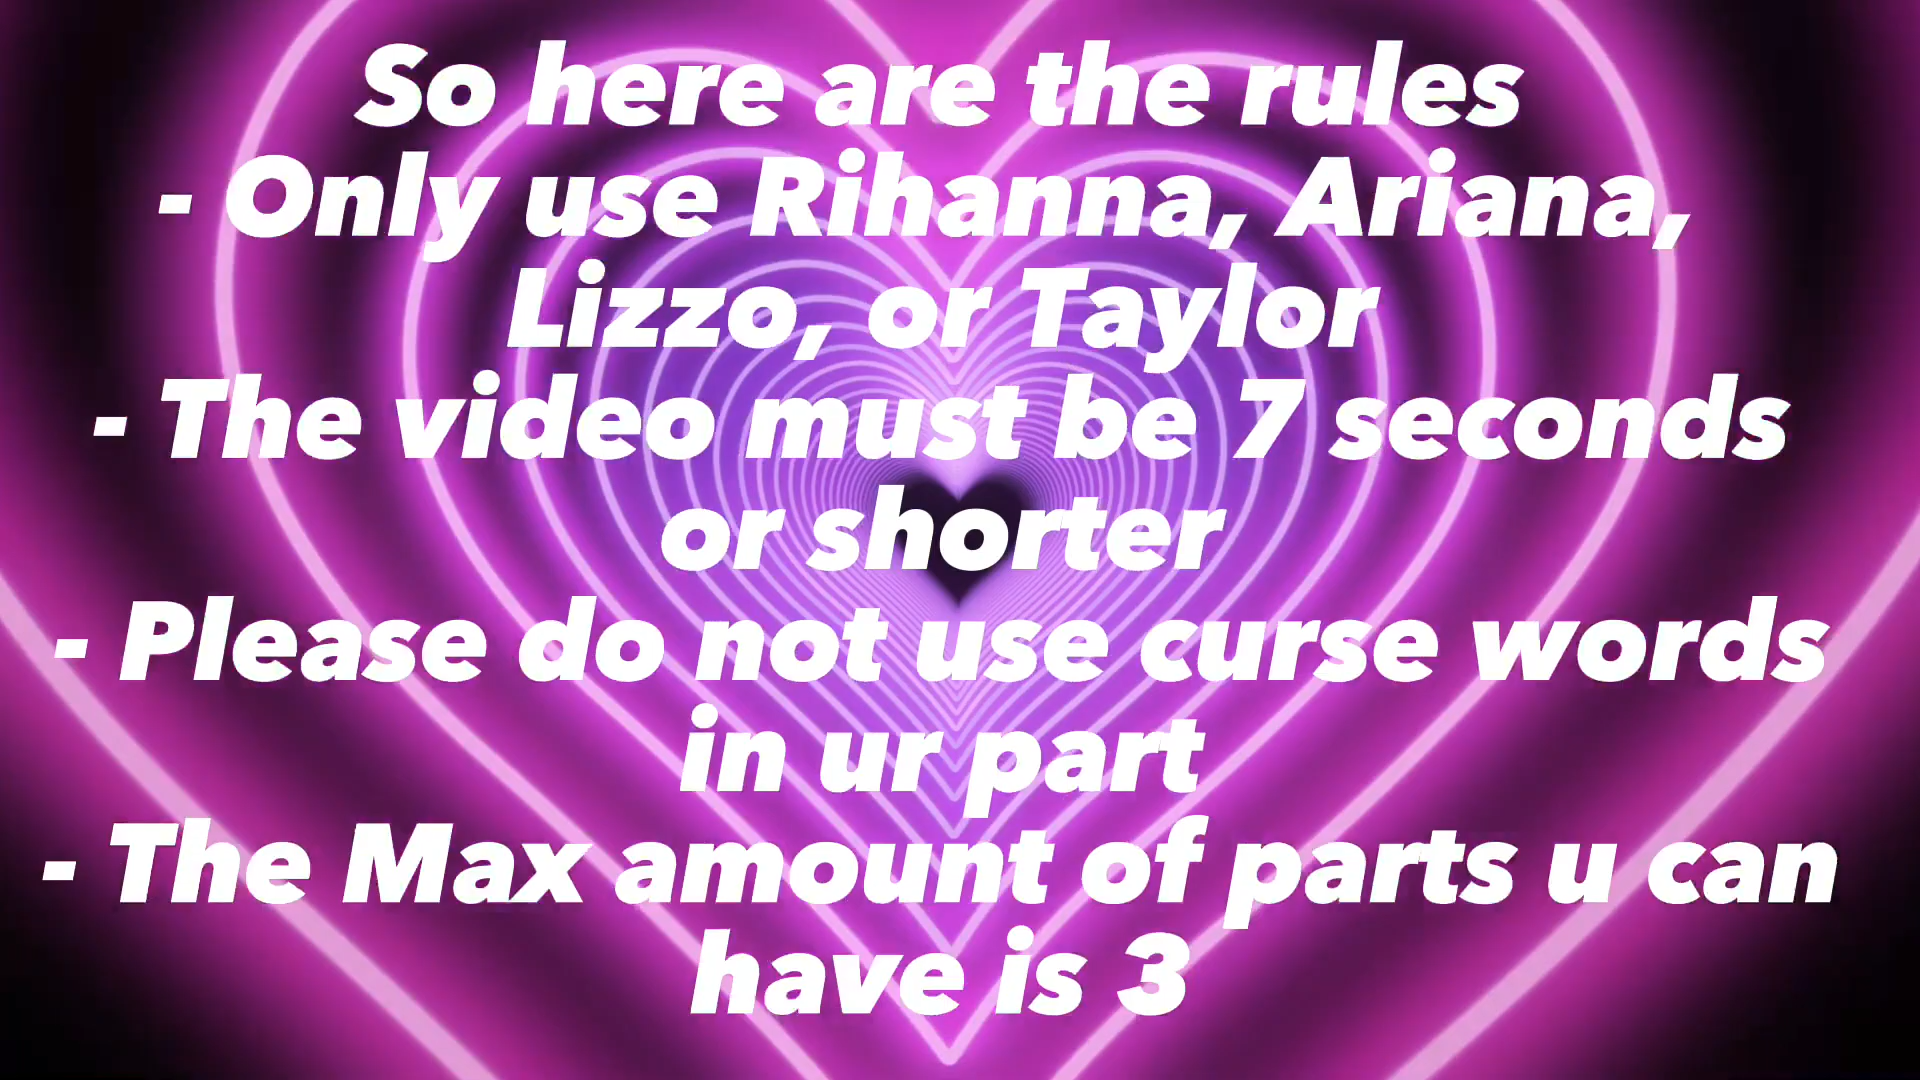 So here are the rules
- Only use Rihanna, Ariana,
Lizzo, or Taylor
- The video must be 7 seconds
or shorter
- Please do not use curse words
in ur part
- The Max amount of parts u can
have is 3